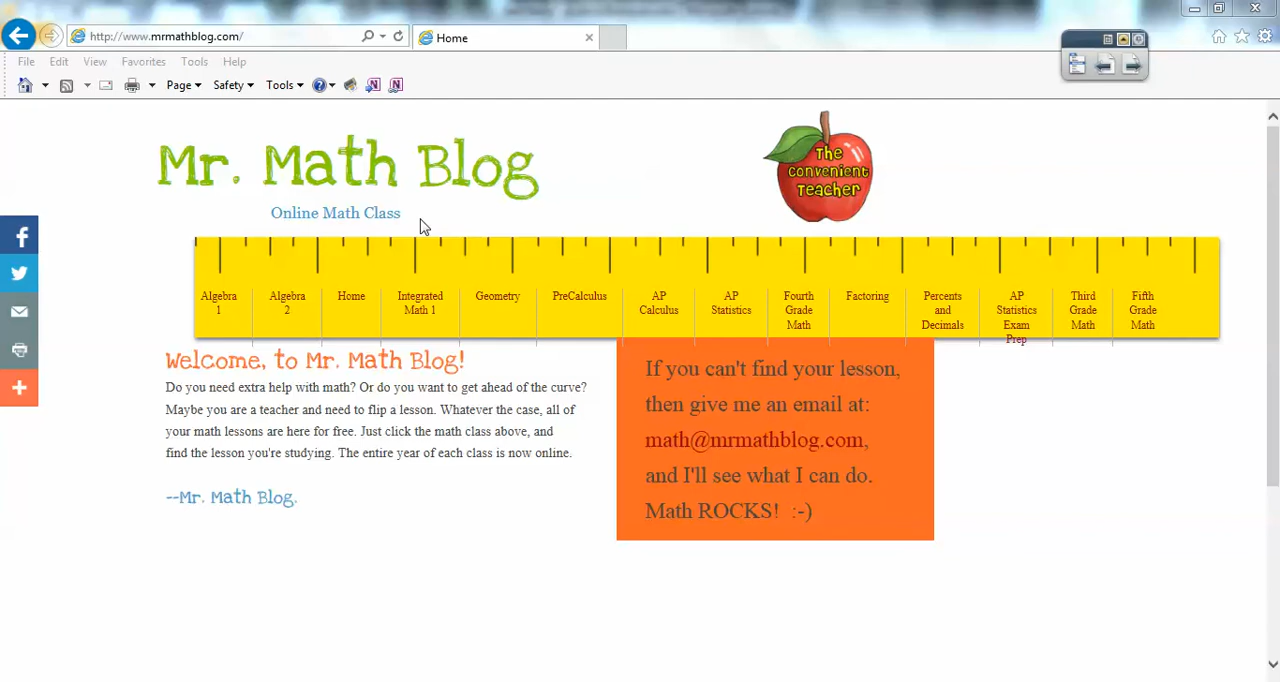 http://www.mrmathblog.com/
Home
File Edit View Favorites Tools Help
Page Safety Tools
Mr. Math Blog
Online Math Class
The
convenient
Teacher
Algebra 1
Algebra 2
Home
Integrated Math 1
Geometry
PreCalculus
AP Calculus
AP Statistics
Fourth Grade Math
Factoring
Percents and Decimals
AP Statistics Exam Prep
Third Grade Math
Fifth Grade Math
Welcome, to Mr. Math Blog!
Do you need extra help with math? Or do you want to get ahead of the curve?
Maybe you are a teacher and need to flip a lesson. Whatever the case, all of
your math lessons are here for free. Just click the math class above, and
find the lesson you're studying. The entire year of each class is now online.
--Mr. Math Blog.
If you can't find your lesson,
then give me an email at:
math@mrmathblog.com,
and I'll see what I can do.
Math ROCKS!  :-)